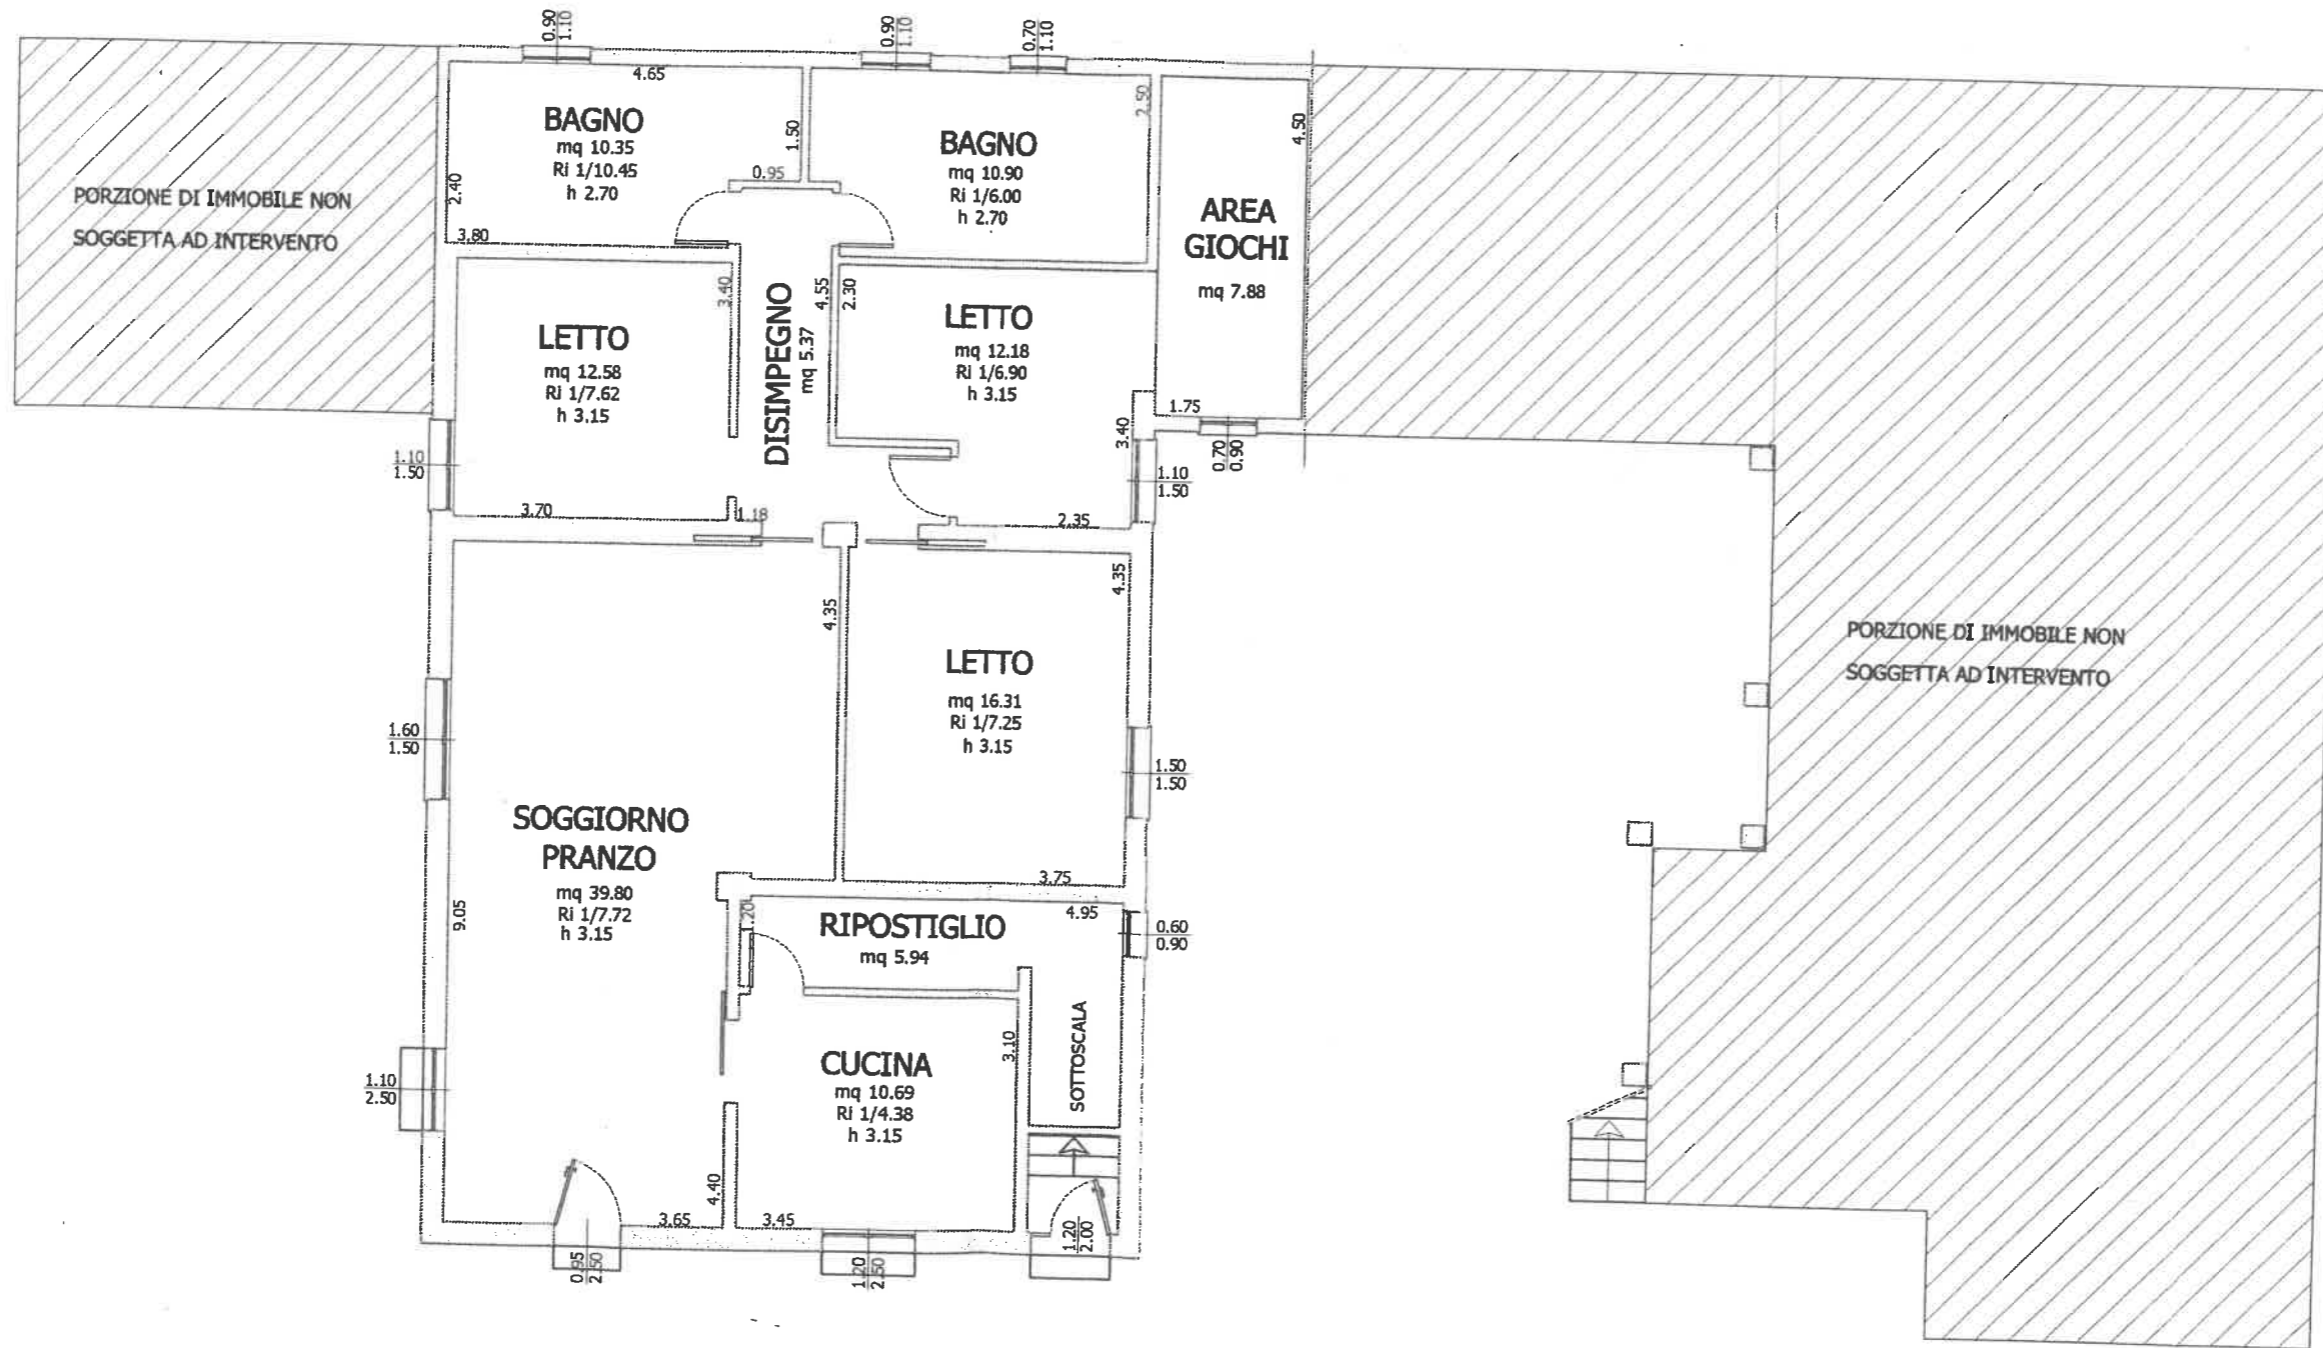 0.90
1.10
0.90
1.10
0.70
1.10
4.65
BAGNO
mq 10.35
Ri 1/10.45
h 2.70
1.50
0.95
2.40
3.80
BAGNO
mq 10.90
Ri 1/6.00
h 2.70
2.50
4.50
AREA
GIOCHI
mq 7.88
1.75
0.70
0.90
PORZIONE DI IMMOBILE NON
SOGGETTA AD INTERVENTO
LETTO
mq 12.58
Ri 1/7.62
h 3.15
3.40
3.70
1.10
1.50
DISIMPEGNO
mq 5.37
4.55
1.18
2.30
LETTO
mq 12.18
Ri 1/6.90
h 3.15
3.40
2.35
1.10
1.50
4.35
4.35
LETTO
mq 16.31
Ri 1/7.25
h 3.15
3.75
1.50
1.50
1.60
1.50
SOGGIORNO
PRANZO
mq 39.80
Ri 1/7.72
h 3.15
9.05
1.10
2.50
3.65
0.95
2.50
1.20
RIPOSTIGLIO
mq 5.94
4.95
0.60
0.90
CUCINA
mq 10.69
Ri 1/4.38
h 3.15
3.10
4.40
3.45
1.20
2.50
SOTTOSCALA
1.20
2.00
PORZIONE DI IMMOBILE NON
SOGGETTA AD INTERVENTO